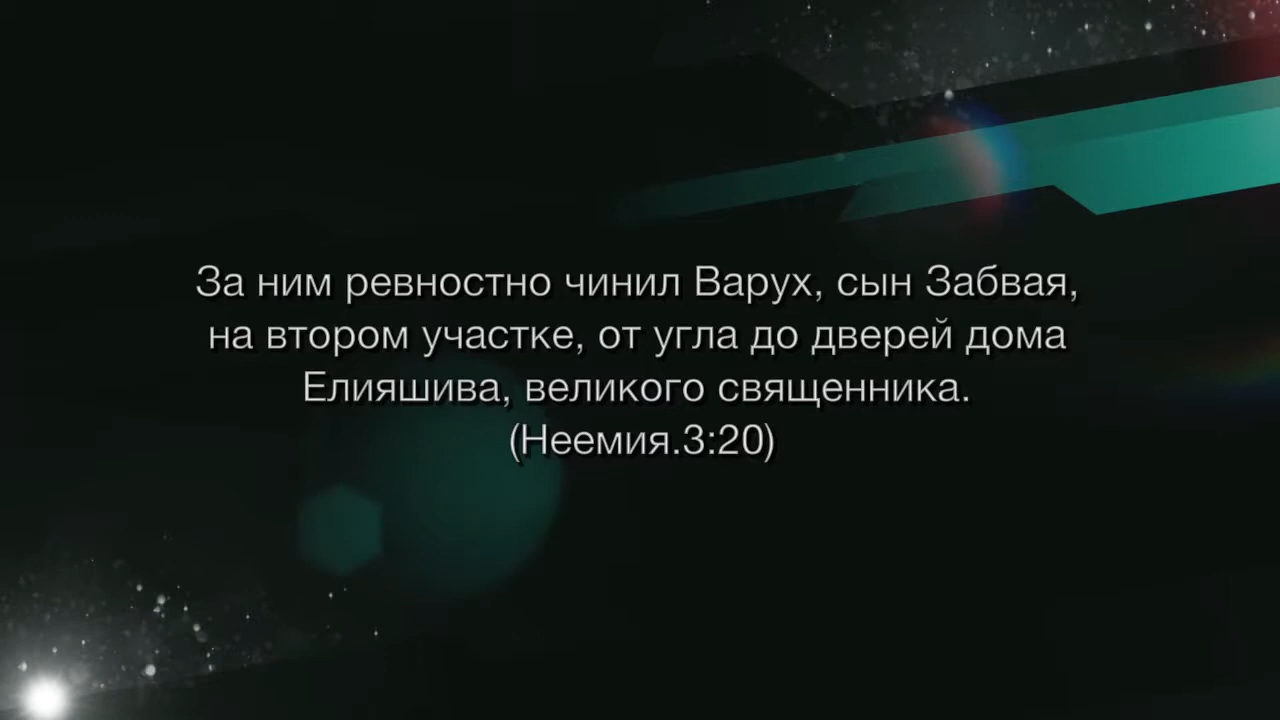 За ним ревностно чинил Варух, сын Забвая,
на втором участке, от угла до дверей дома
Елияшива, великого священника.
(Неемия.3:20)